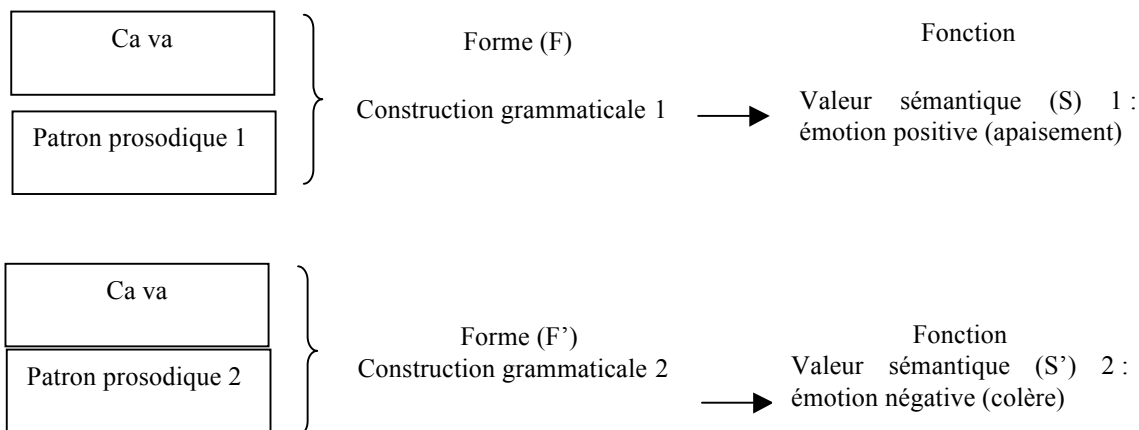 Ca va
Patron prosodique 1
Forme (F)
Construction grammaticale 1
Fonction
Valeur sémantique (S) 1 :
émotion positive (apaisement)
Ca va
Patron prosodique 2
Forme (F’)
Construction grammaticale 2
Fonction
Valeur sémantique (S’) 2 :
émotion négative (colère)